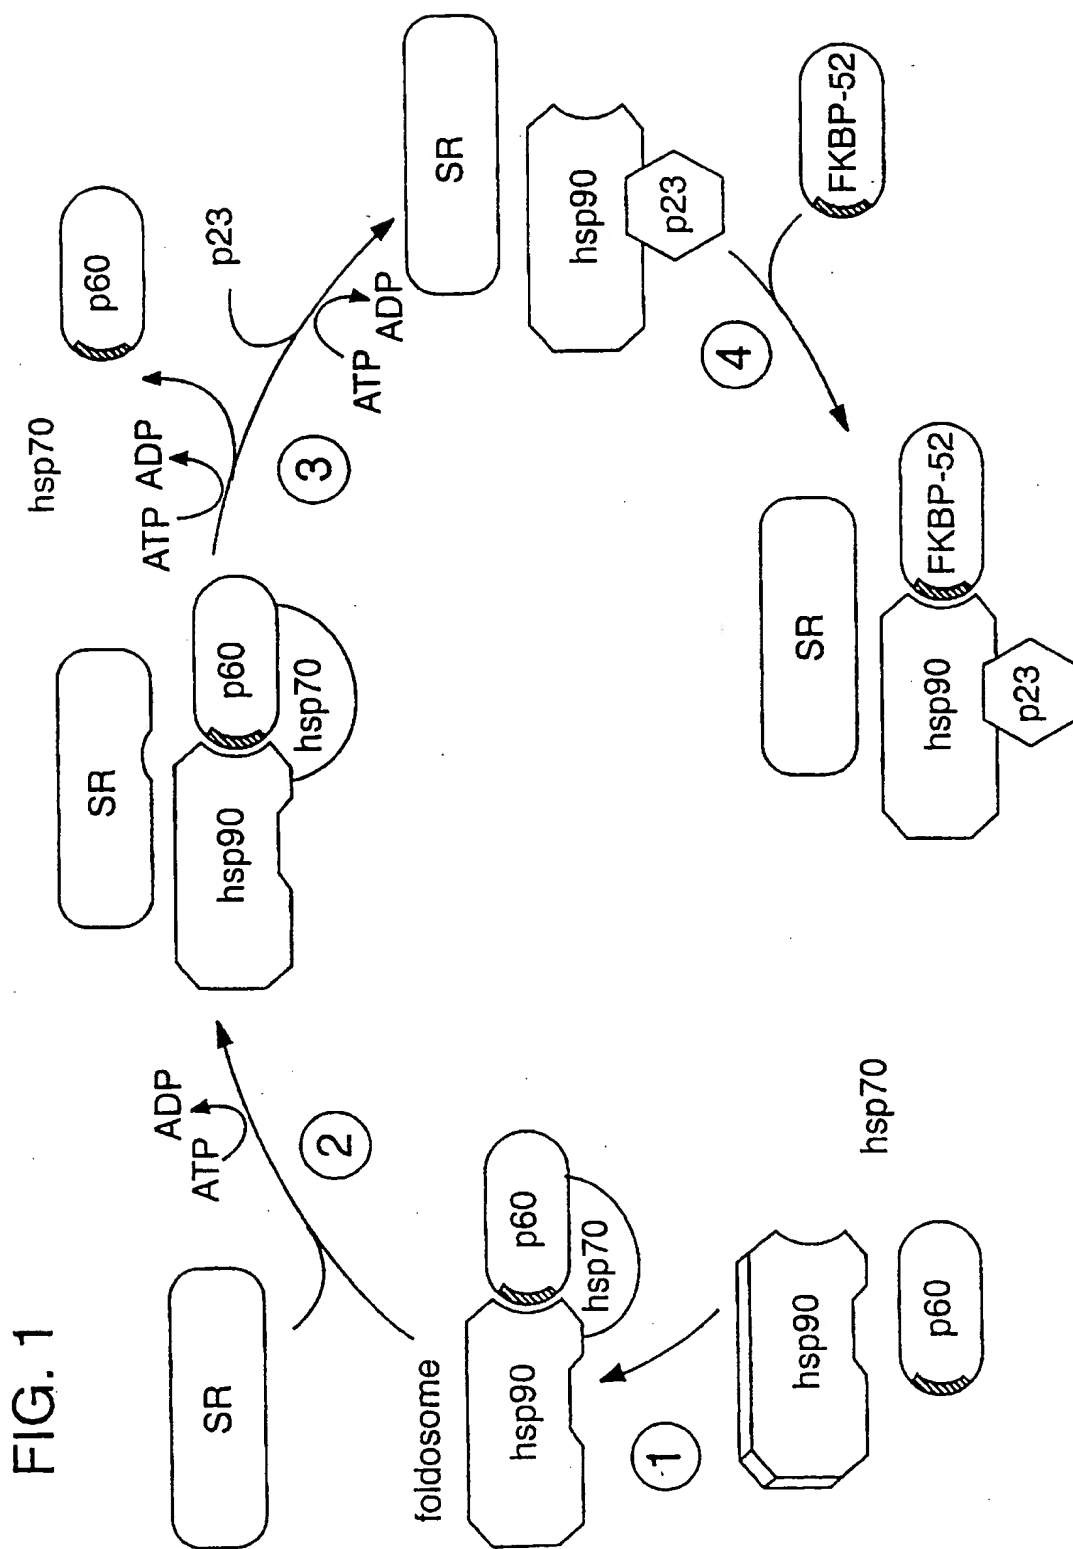 FIG. 1
SR
foldosome
hsp90
p60
hsp70
1
hsp90
p60
hsp70
2
ATP
ADP
SR
hsp90
p60
hsp70
ATP
ADP
hsp70
p60
3
p23
ATP
ADP
SR
hsp90
p23
4
FKBP-52
SR
hsp90
FKBP-52
p23